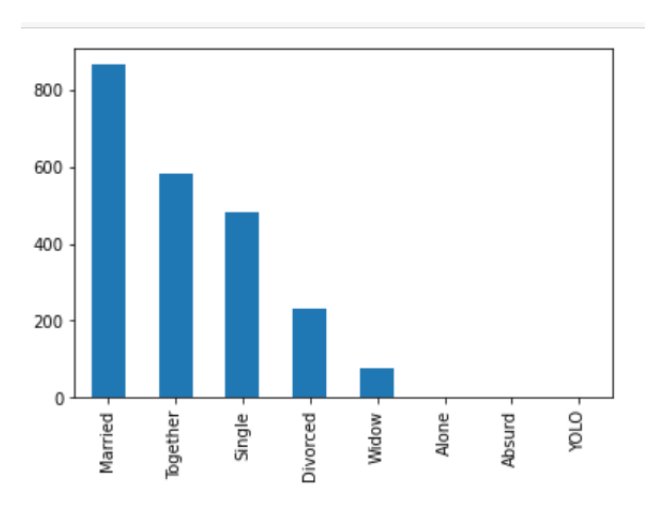 800
600
400
200
0
Married
Together
Single
Divorced
Widow
Alone
Absurd
YOLO